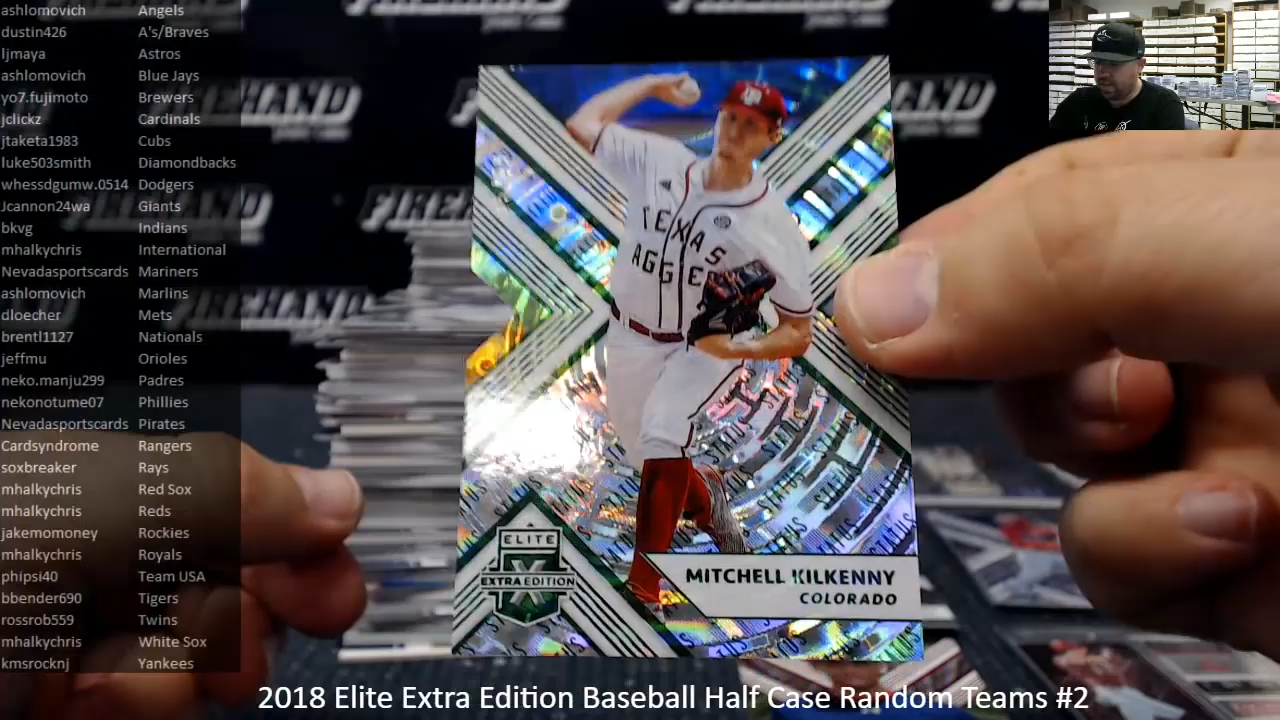 ashlomovich Angels
dustin426 A's/Braves
ljmaya Astros
ashlomovich Blue Jays
yo7.fujimoto Brewers
jclickz Cardinals
jtaketa1983 Cubs
luke503smith Diamondbacks
whessdgumw.0514 Dodgers
Jcannon24wa Giants
bkvg Indians
mhalkychris International
Nevadasportscards Mariners
ashlomovich Marlins
dloecher Mets
brentl1127 Nationals
jeffmu Orioles
neko.manju299 Padres
nekonotume07 Phillies
Nevadasportscards Pirates
Cardsyndrome Rangers
soxbreaker Rays
mhalkychris Red Sox
mhalkychris Reds
jakemomoney Rockies
mhalkychris Royals
phipsi40 Team USA
bbender690 Tigers
rossrob559 Twins
mhalkychris White Sox
kmsrocknj Yankees
FIREHAND
TEXAS
AGGIE
STATUS
ELITE
EXTRA EDITION
MITCHELL KILKENNY
COLORADO
2018 Elite Extra Edition Baseball Half Case Random Teams #2